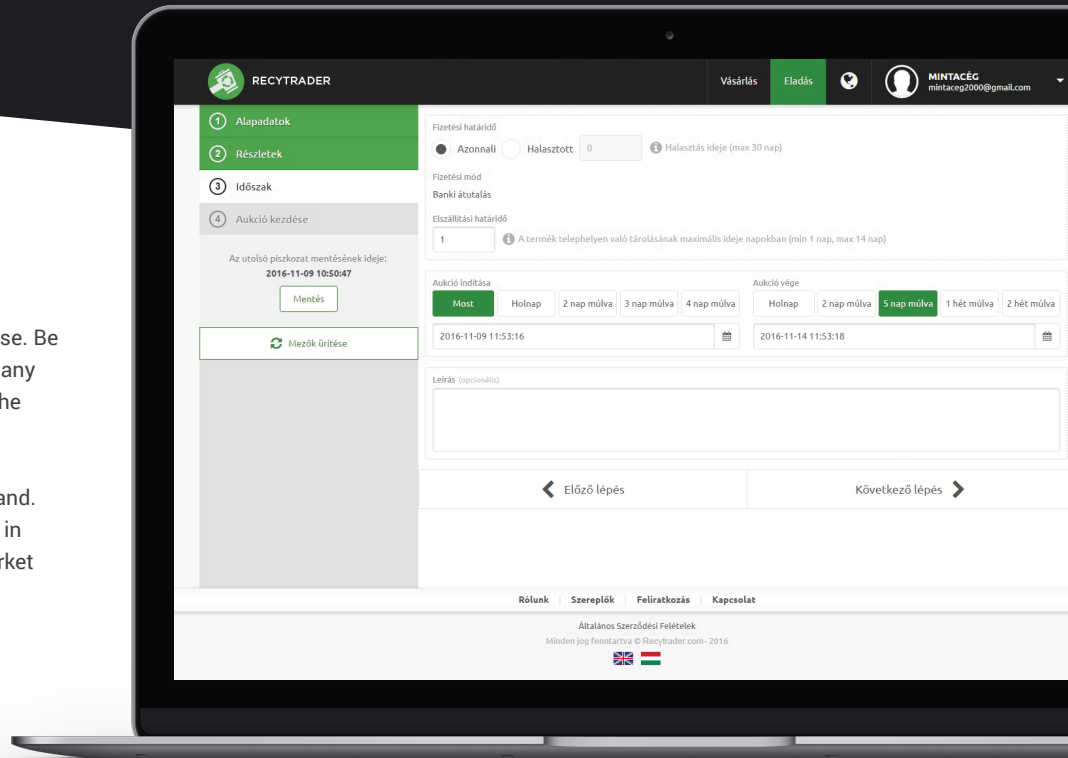 se. Be
any
he
and.
in
rket
RECYTRADER
Vásárlás Eladás
MINTACÉG
mintaceg2000@gmail.com
1 Alapadatok
2 Részletek
3 Időszak
4 Aukció kezdése
Az utolsó piszkozat mentésének ideje:
2016-11-09 10:50:47
Mentés
Mezők ürítése
Fizetési határidő
Azonnali Halasztott 0 Halasztás ideje (max 30 nap)
Fizetési mód
Banki átutalás
Elszállítási határidő
1 A termék telephelyen való tárolásának maximális ideje napokban (min 1 nap, max 14 nap)
Aukció indítása
Most Holnap 2 nap múlva 3 nap múlva 4 nap múlva
2016-11-09 11:53:16
Aukció vége
Holnap 2 nap múlva 5 nap múlva 1 hét múlva 2 hét múlva
2016-11-14 11:53:18
Leírás (opcionális)
Előző lépés Következő lépés
Rólunk Szereplők Feliratkozás Kapcsolat
Általános Szerződési Feltételek
Minden jog fenntartva © Recytrader.com - 2016